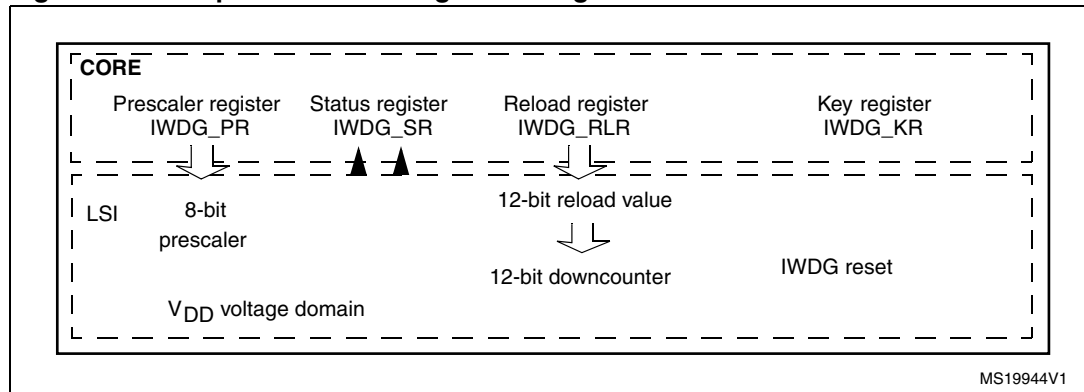 CORE
Prescaler register Status register Reload register Key register
IWDG_PR IWDG_SR IWDG_RLR IWDG_KR
LSI 8-bit prescaler
12-bit reload value
12-bit downcounter
IWDG reset
VDD voltage domain
MS19944V1